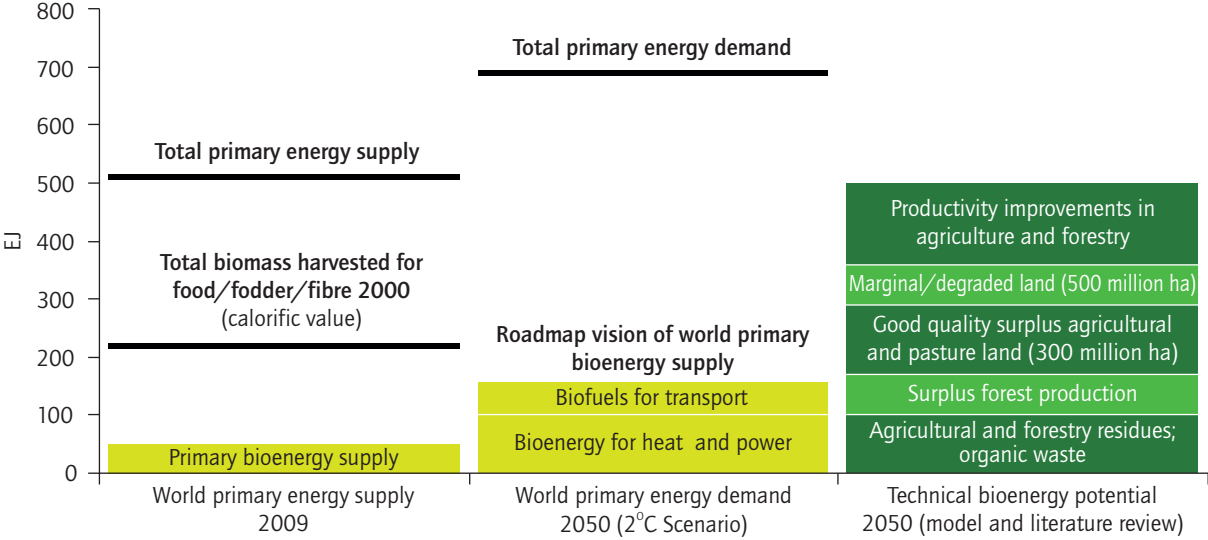 800
700
600
500
400
300
200
100
0
EJ
Total primary energy supply
Total biomass harvested for
food/fodder/fibre 2000
(calorific value)
Primary bioenergy supply
World primary energy supply
2009
Total primary energy demand
Roadmap vision of world primary
bioenergy supply
Biofuels for transport
Bioenergy for heat and power
World primary energy demand
2050 (2°C Scenario)
Productivity improvements in
agriculture and forestry
Marginal/degraded land (500 million ha)
Good quality surplus agricultural
and pasture land (300 million ha)
Surplus forest production
Agricultural and forestry residues;
organic waste
Technical bioenergy potential
2050 (model and literature review)